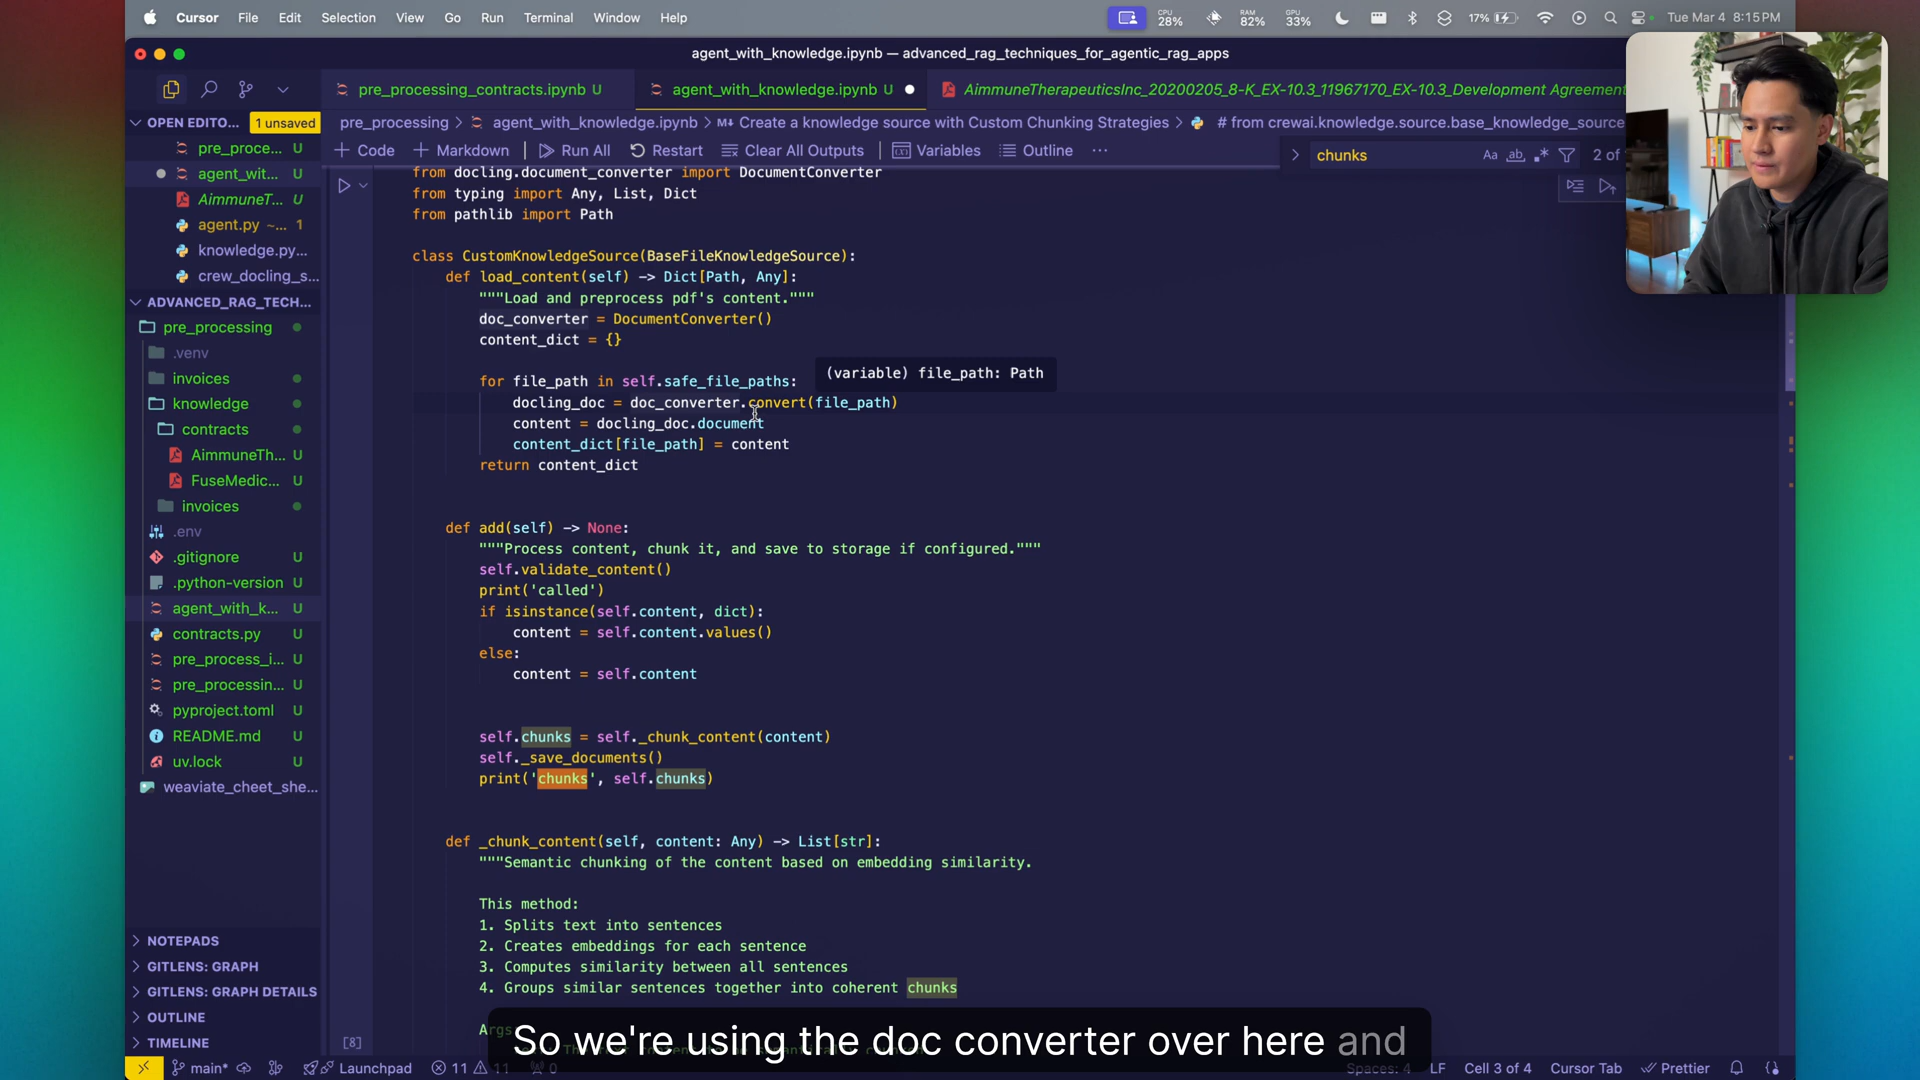 Cursor File Edit Selection View Go Run Terminal Window Help
CPU 28% RAM 82% GPU 33% 17% Tue Mar 4 8:15 PM
agent_with_knowledge.ipynb — advanced_rag_techniques_for_agentic_rag_apps
pre_processing_contracts.ipynb U
agent_with_knowledge.ipynb U
AimmuneTherapeuticsInc_20200205_8-K_EX-10.3_11967170_EX-10.3_Development Agreement
pre_processing > agent_with_knowledge.ipynb > M↓ Create a knowledge source with Custom Chunking Strategies > # from crewai.knowledge.source.base_knowledge_source
+ Code + Markdown Run All Restart Clear All Outputs Variables Outline ...
chunks Aa ab 2 of
OPEN EDITO... 1 unsaved
pre_proce... U
agent_wit... U
AimmuneT... U
agent.py ~... 1
knowledge.py...
crew_docling_s...
ADVANCED_RAG_TECH...
pre_processing
.venv
invoices
knowledge
contracts
AimmuneTh... U
FuseMedic... U
invoices
.env
.gitignore U
.python-version U
agent_with_k... U
contracts.py U
pre_process_i... U
pre_processin... U
pyproject.toml U
README.md U
uv.lock U
weaviate_cheet_she...
NOTEPADS
GITLENS: GRAPH
GITLENS: GRAPH DETAILS
OUTLINE
TIMELINE
from docling.document_converter import DocumentConverter
from typing import Any, List, Dict
from pathlib import Path
class CustomKnowledgeSource(BaseFileKnowledgeSource):
def load_content(self) -> Dict[Path, Any]:
"""Load and preprocess pdf's content."""
doc_converter = DocumentConverter()
content_dict = {}
for file_path in self.safe_file_paths:
(variable) file_path: Path
docling_doc = doc_converter.convert(file_path)
content = docling_doc.document
content_dict[file_path] = content
return content_dict
def add(self) -> None:
"""Process content, chunk it, and save to storage if configured."""
self.validate_content()
print('called')
if isinstance(self.content, dict):
content = self.content.values()
else:
content = self.content
self.chunks = self._chunk_content(content)
self._save_documents()
print('chunks', self.chunks)
def _chunk_content(self, content: Any) -> List[str]:
"""Semantic chunking of the content based on embedding similarity.
This method:
1. Splits text into sentences
2. Creates embeddings for each sentence
3. Computes similarity between all sentences
4. Groups similar sentences together into coherent chunks
[8]
So we're using the doc converter over here and
main* Launchpad 11 11 0 Spaces: 4 LF Cell 3 of 4 Cursor Tab Prettier